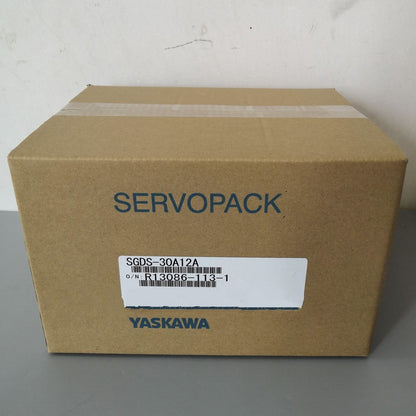 SERVOPACK
SGDS-30A12A
O/N R13086-113-1
YASKAWA